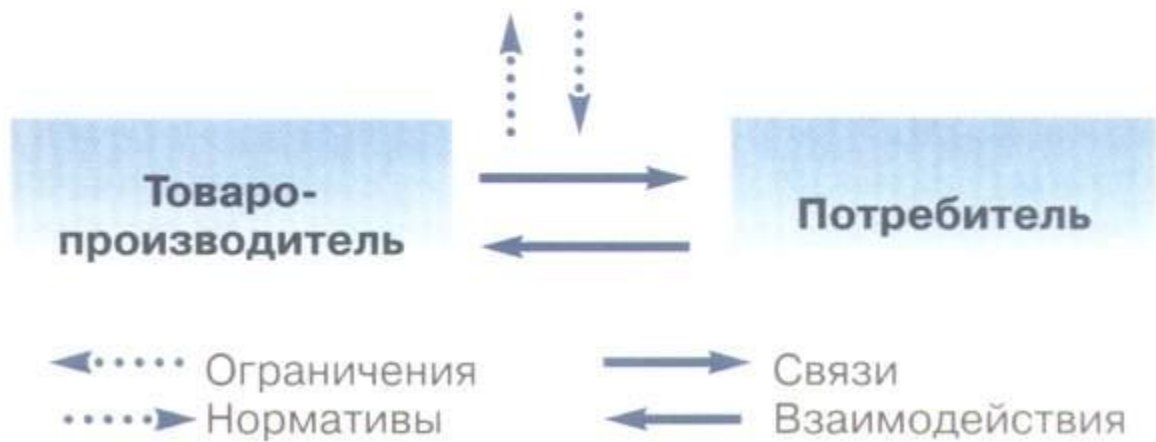 Товаро-
производитель
Потребитель
Ограничения
Связи
Нормативы
Взаимодействия